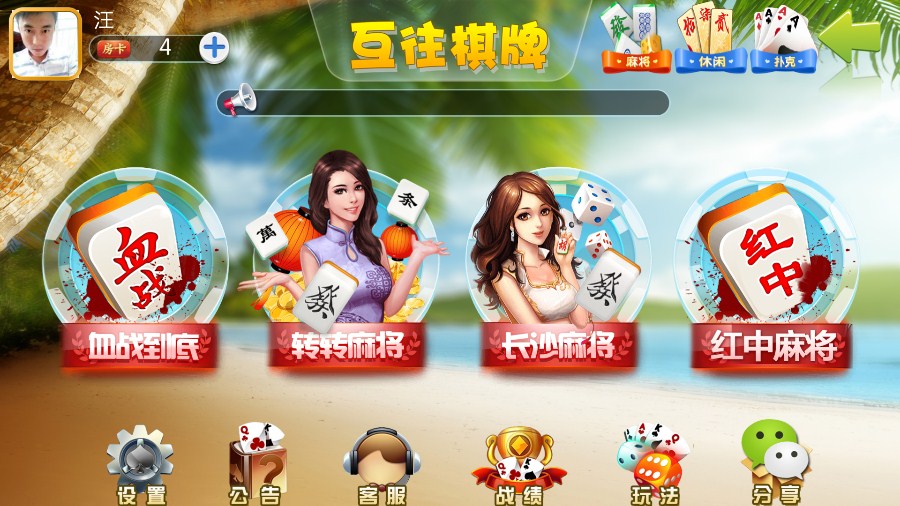 汪
房卡 4
互往棋牌
麻将 休闲 扑克
萬 条 發 發
血战 红中
血战到底 转转麻将 长沙麻将 红中麻将
设置 公告 客服 战绩 玩法 分享